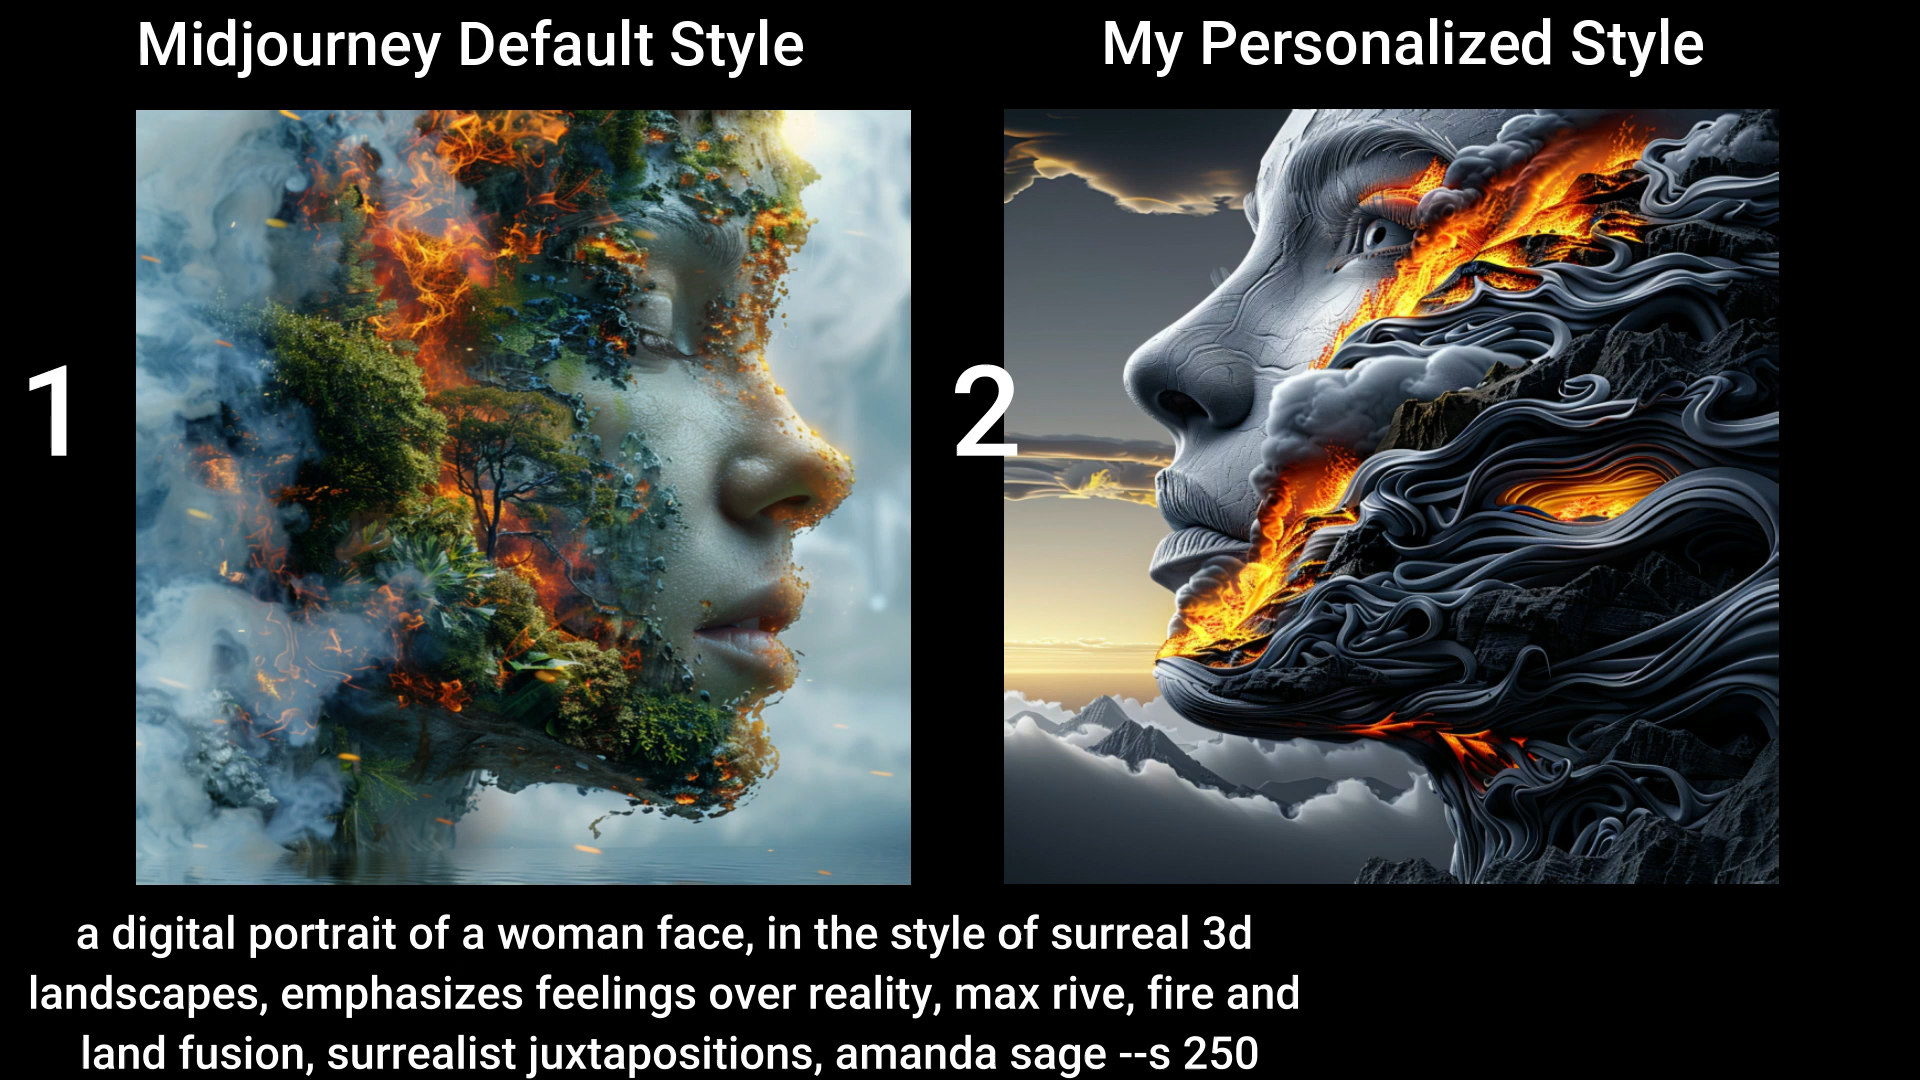 Midjourney Default Style
My Personalized Style
1
2
a digital portrait of a woman face, in the style of surreal 3d
landscapes, emphasizes feelings over reality, max rive, fire and
land fusion, surrealist juxtapositions, amanda sage --s 250